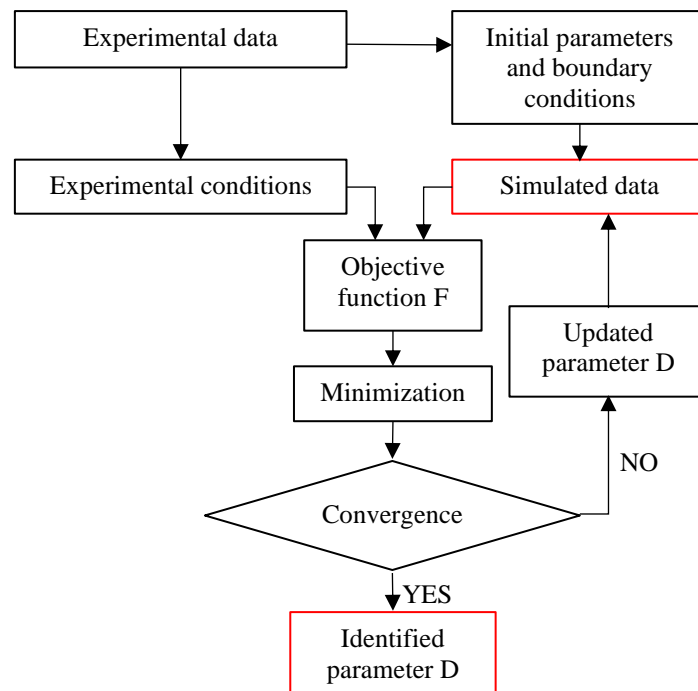 Experimental data
Initial parameters
and boundary
conditions
Experimental conditions
Simulated data
Objective
function F
Updated
parameter D
Minimization
NO
Convergence
YES
Identified
parameter D